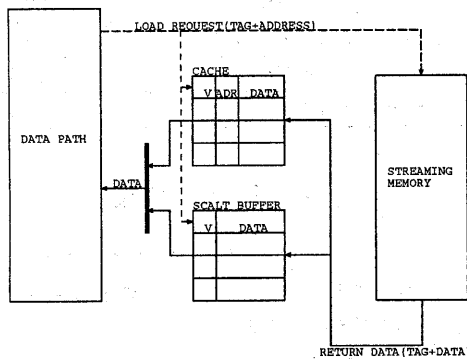 LOAD REQUEST(TAG+ADDRESS)
CACHE
V ADR DATA
DATA PATH
STREAMING
MEMORY
DATA
SCALT BUFFER
V DATA
RETURN DATA(TAG+DATA